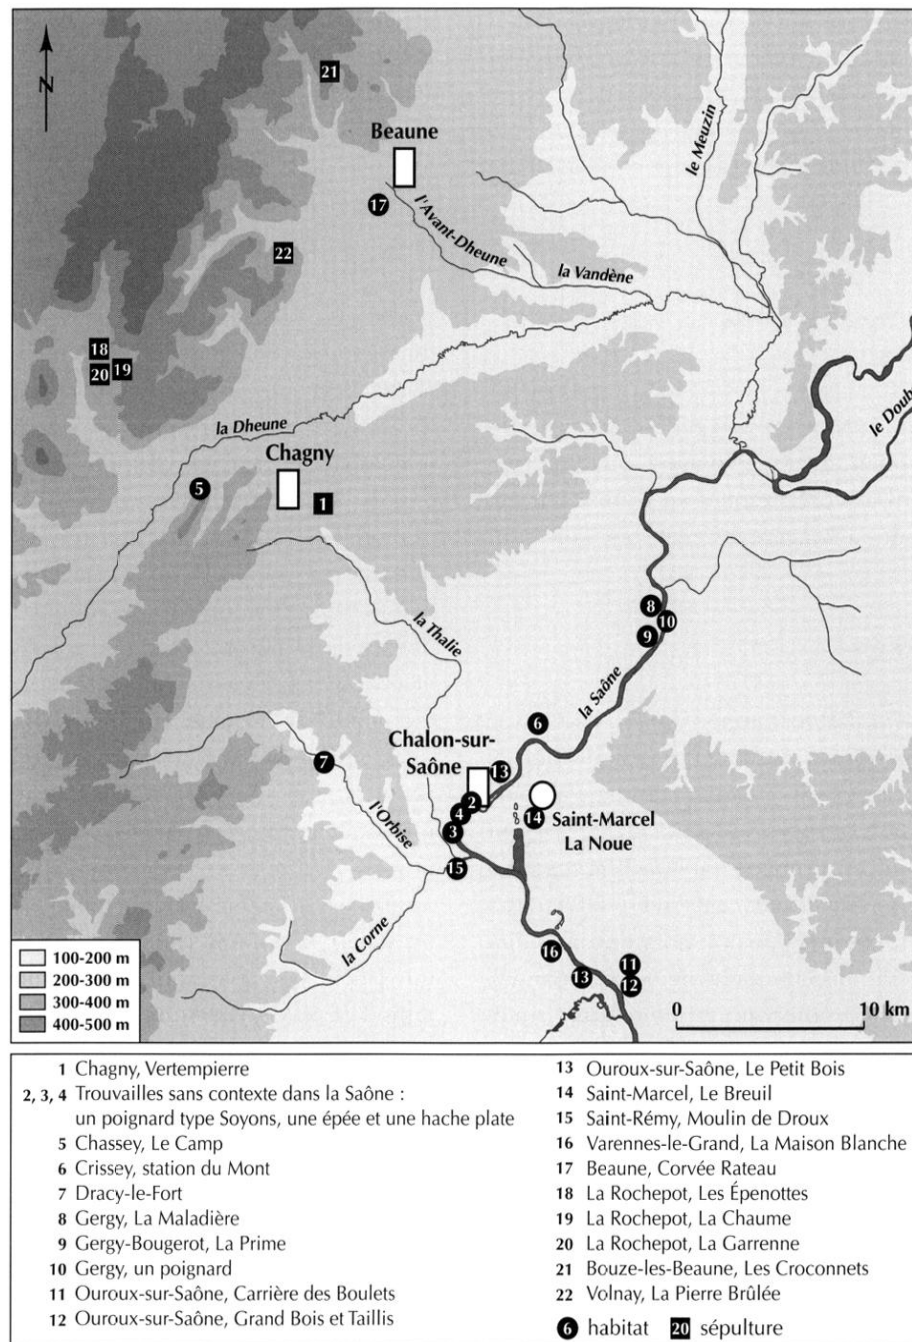 N
21
Beaune
17
le Meuzin
l'Avant-Dheune
22
la Vandène
18
20
19
la Dheune
Chagny
5
1
le Doub
la Thalie
8
10
9
la Saône
6
7
Chalon-sur-
Saône
13
2
4
3
14
Saint-Marcel
La Noue
l'Orbise
15
la Corne
16
13
11
12
100-200 m
200-300 m
300-400 m
400-500 m
0
10 km
1 Chagny, Vertempierre
2, 3, 4 Trouvailles sans contexte dans la Saône :
un poignard type Soyons, une épée et une hache plate
5 Chassey, Le Camp
6 Crissey, station du Mont
7 Dracy-le-Fort
8 Gergy, La Maladière
9 Gergy-Bougerot, La Prime
10 Gergy, un poignard
11 Ouroux-sur-Saône, Carrière des Boulets
12 Ouroux-sur-Saône, Grand Bois et Taillis
13 Ouroux-sur-Saône, Le Petit Bois
14 Saint-Marcel, Le Breuil
15 Saint-Rémy, Moulin de Droux
16 Varennes-le-Grand, La Maison Blanche
17 Beaune, Corvée Rateau
18 La Rochepot, Les Épenottes
19 La Rochepot, La Chaume
20 La Rochepot, La Garrenne
21 Bouze-les-Beaune, Les Croconnets
22 Volnay, La Pierre Brûlée
6 habitat 20 sépulture